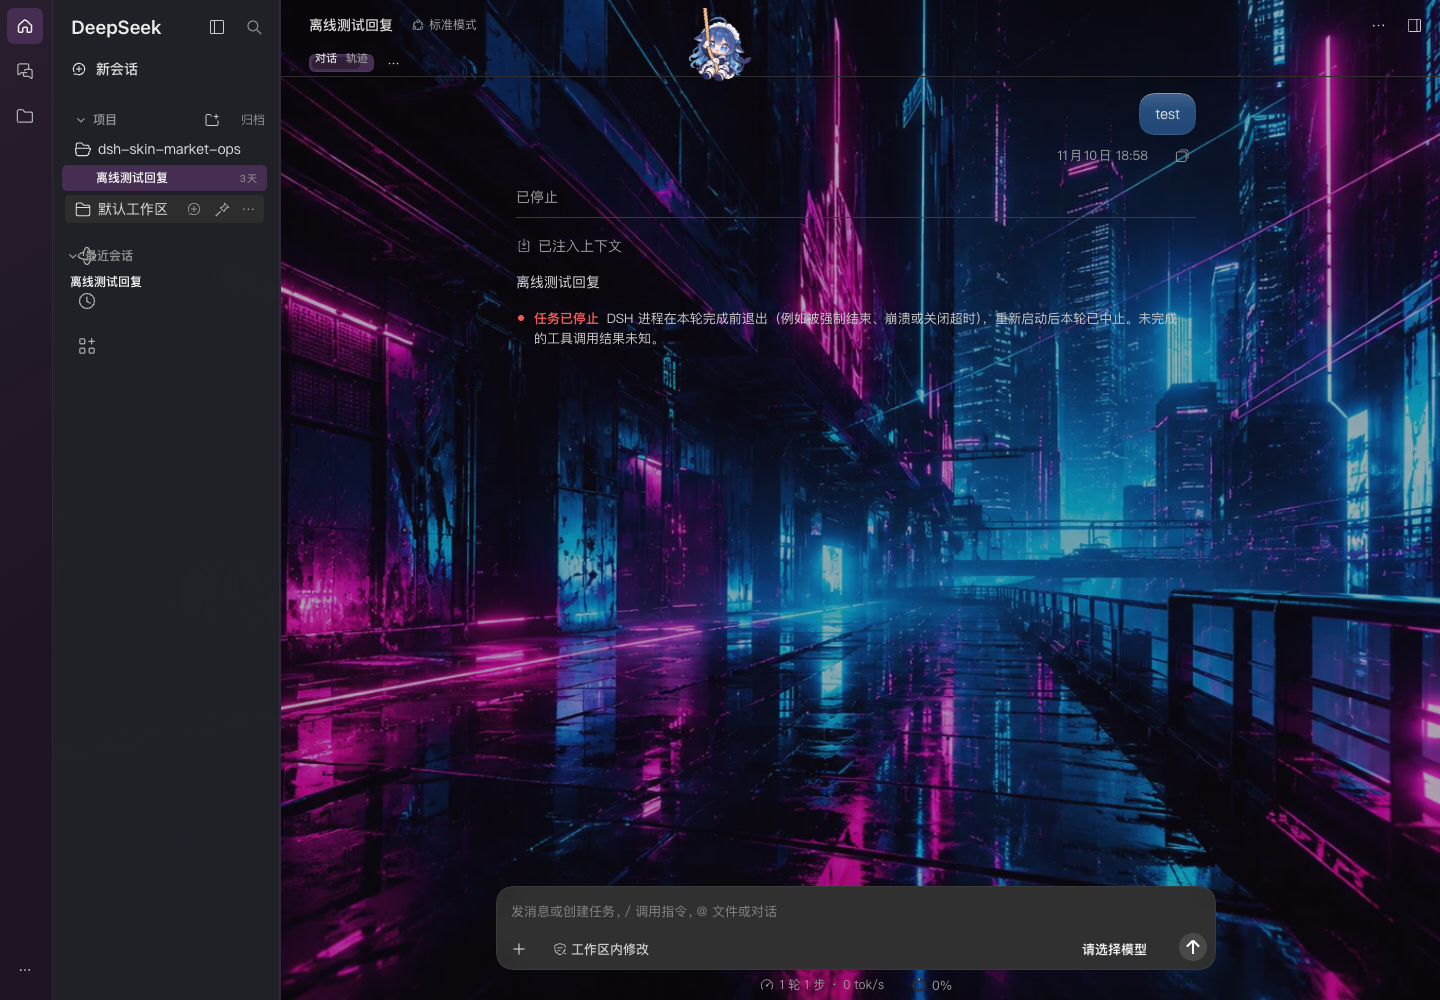 DeepSeek
新会话
项目
归档
dsh-skin-market-ops
离线测试回复
3天
默认工作区
最近会话
离线测试回复
离线测试回复
标准模式
对话
轨迹
test
11月10日 18:58
已停止
已注入上下文
离线测试回复
任务已停止 DSH 进程在本轮完成前退出（例如被强制结束、崩溃或关闭超时），重新启动后本轮已中止。未完成
的工具调用结果未知。
发消息或创建任务, / 调用指令, @ 文件或对话
工作区内修改
请选择模型
1 轮 1 步 · 0 tok/s
0%